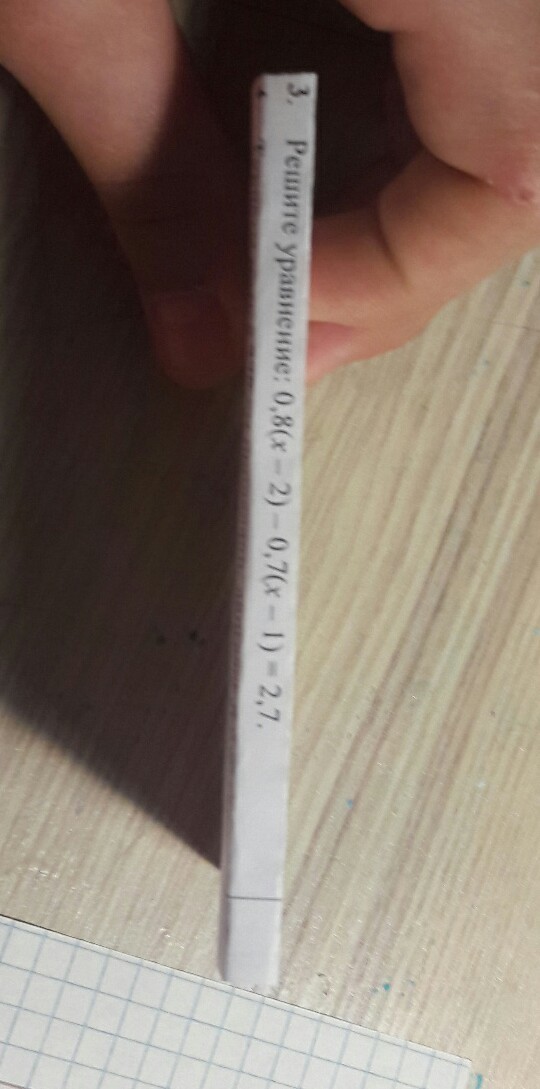 3. Решите уравнение: 0,8(x – 2) – 0,7(x – 1) = 2,7.